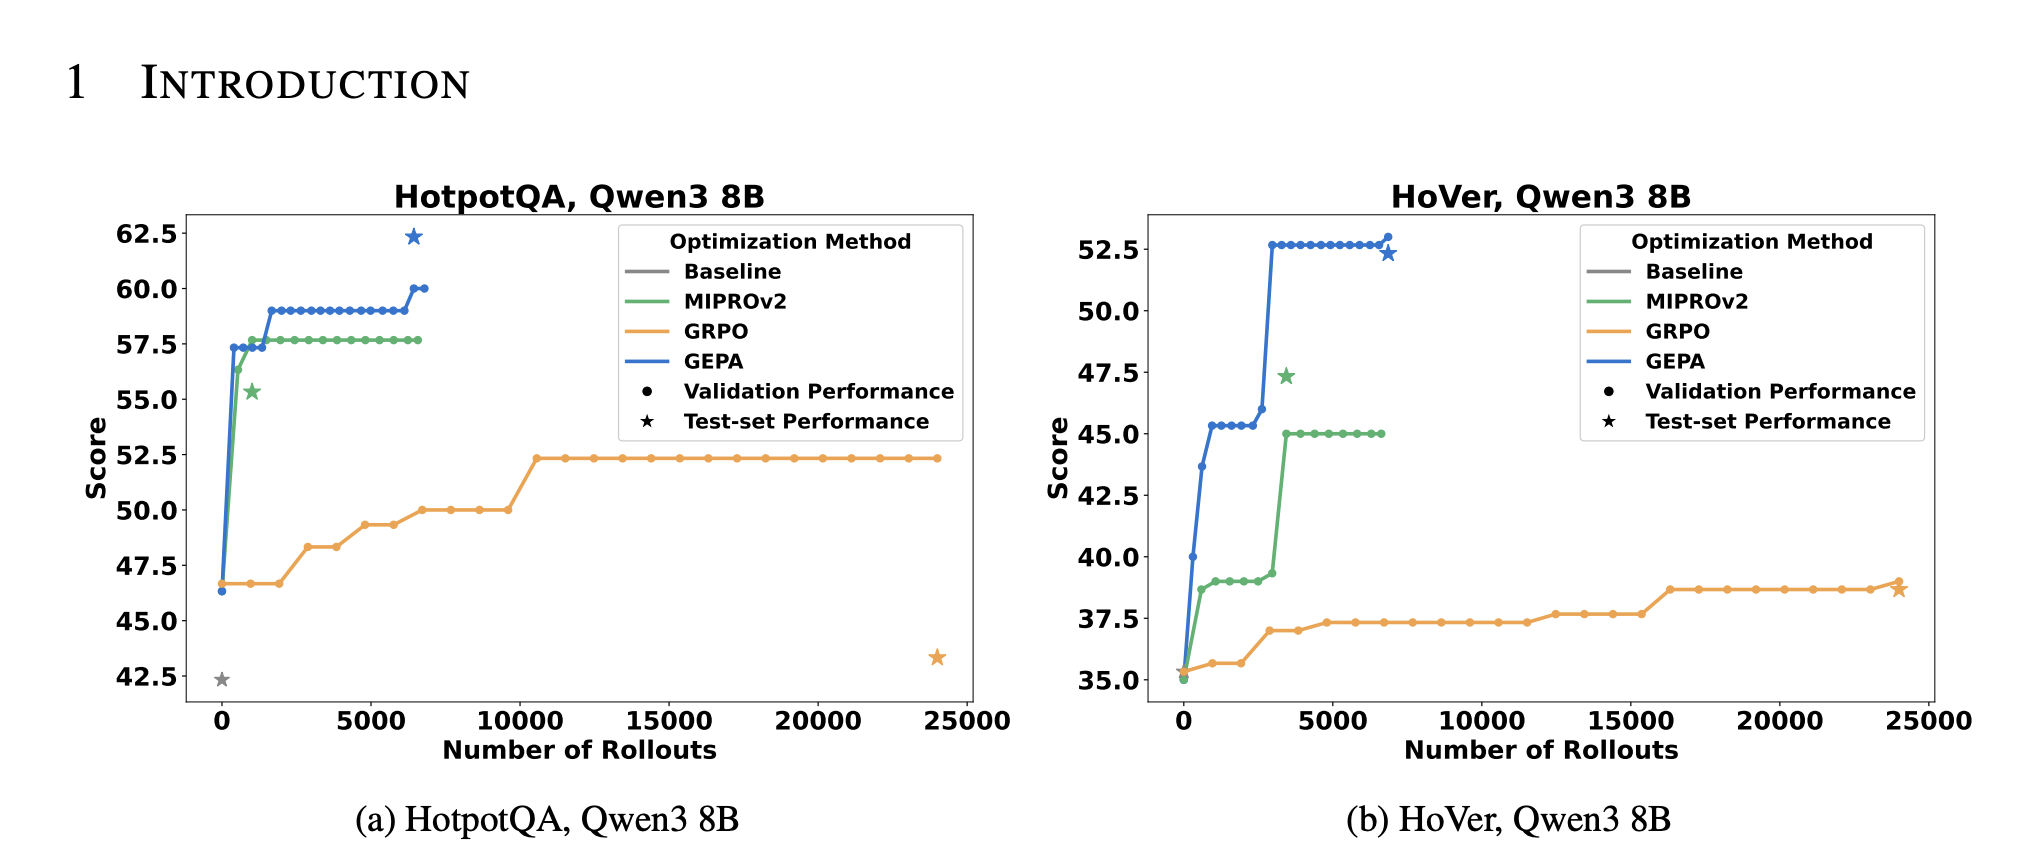 1 INTRODUCTION
HotpotQA, Qwen3 8B
62.5
60.0
57.5
55.0
52.5
50.0
47.5
45.0
42.5
Score
Optimization Method
Baseline
MIPROv2
GRPO
GEPA
Validation Performance
Test-set Performance
0 5000 10000 15000 20000 25000
Number of Rollouts
(a) HotpotQA, Qwen3 8B
HoVer, Qwen3 8B
52.5
50.0
47.5
45.0
42.5
40.0
37.5
35.0
Score
Optimization Method
Baseline
MIPROv2
GRPO
GEPA
Validation Performance
Test-set Performance
0 5000 10000 15000 20000 25000
Number of Rollouts
(b) HoVer, Qwen3 8B